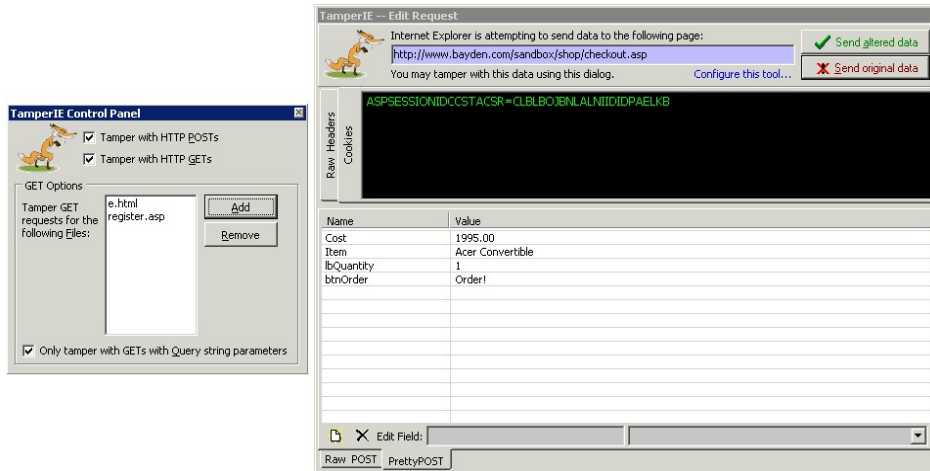 TamperIE Control Panel
Tamper with HTTP POSTs
Tamper with HTTP GETs
GET Options
Tamper GET
requests for the
following Files:
e.html
register.asp
Add
Remove
Only tamper with GETs with Query string parameters
TamperIE -- Edit Request
Internet Explorer is attempting to send data to the following page:
http://www.bayden.com/sandbox/shop/checkout.asp
You may tamper with this data using this dialog.
Configure this tool...
Send altered data
Send original data
Raw Headers
Cookies
ASPSESSIONIDCCSTACSR=CLBLBOJBNLALNIIDIDPAELKB
Name Value
Cost 1995.00
Item Acer Convertible
lbQuantity 1
btnOrder Order!
Edit Field:
Raw POST PrettyPOST